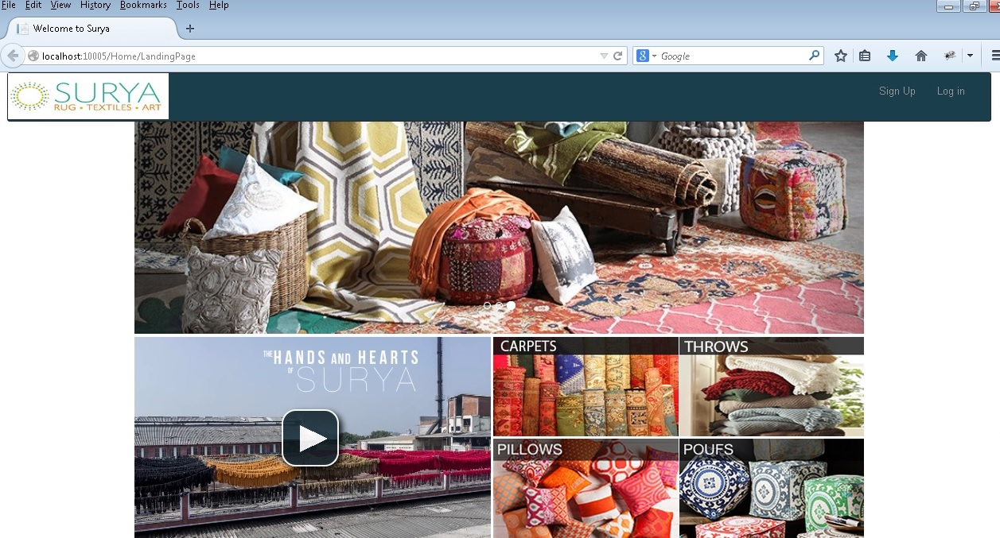 File Edit View History Bookmarks Tools Help
Welcome to Surya
localhost:10005/Home/LandingPage
8 Google
SURYA
RUG • TEXTILES • ART
Sign Up Log in
THE HANDS AND HEARTS
OF SURYA
CARPETS
THROWS
PILLOWS
POUFS